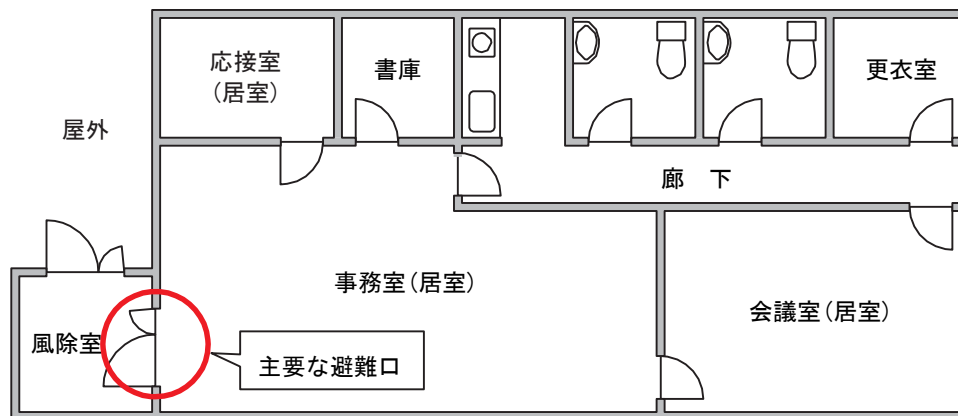 応接室
(居室)
書庫
更衣室
屋外
廊 下
事務室(居室)
会議室(居室)
風除室
主要な避難口